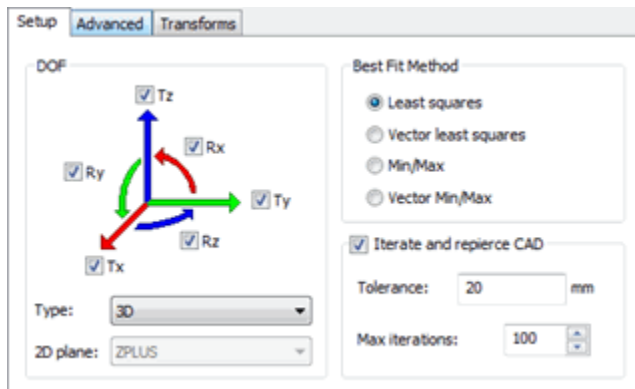 Setup Advanced Transforms
DOF
Tz
Rx
Ry
Ty
Rz
Tx
Type: 3D
2D plane: ZPLUS
Best Fit Method
Least squares
Vector least squares
Min/Max
Vector Min/Max
Iterate and repierce CAD
Tolerance: 20 mm
Max iterations: 100